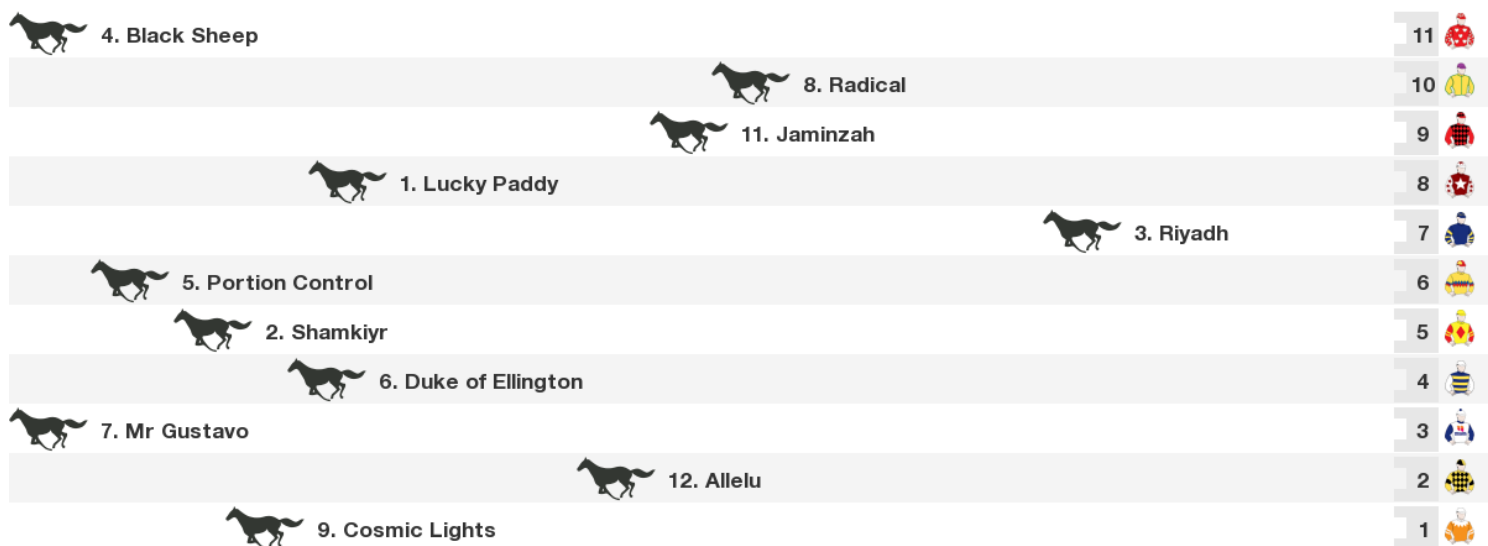 4. Black Sheep 11
8. Radical 10
11. Jaminzah 9
1. Lucky Paddy 8
3. Riyadh 7
5. Portion Control 6
2. Shamkiyr 5
6. Duke of Ellington 4
7. Mr Gustavo 3
12. Allelu 2
9. Cosmic Lights 1